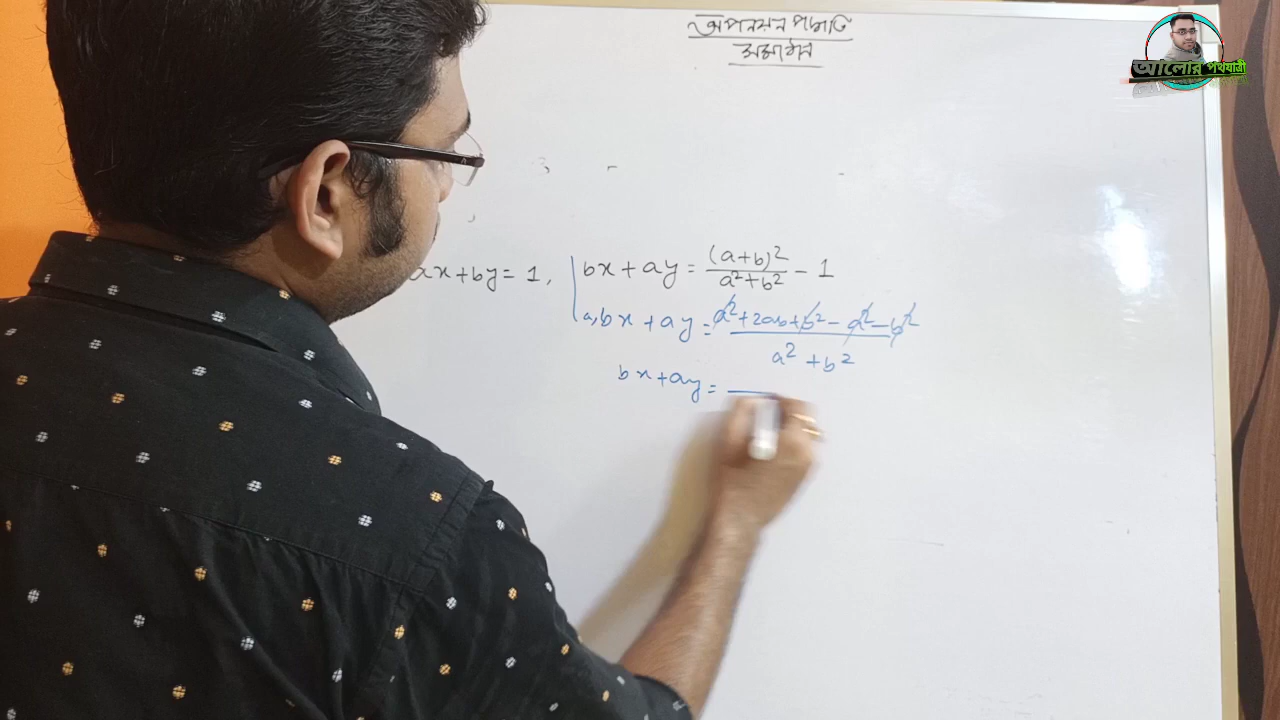 অপনয়ন পদ্ধতি
সমাধান
আলোর পথযাত্রী
ax+by=1, bx+ay=(a+b)²/a²+b² - 1
a, bx+ay=a²+2ab+b²-a²-b²/a²+b²
bx+ay=